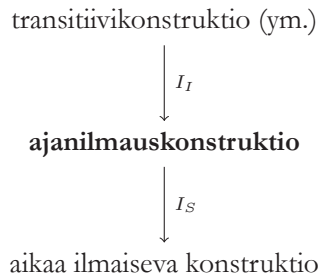 transitiivikonstruktio (ym.)
I_I
ajanilmauskonstruktio
I_S
aikaa ilmaiseva konstruktio